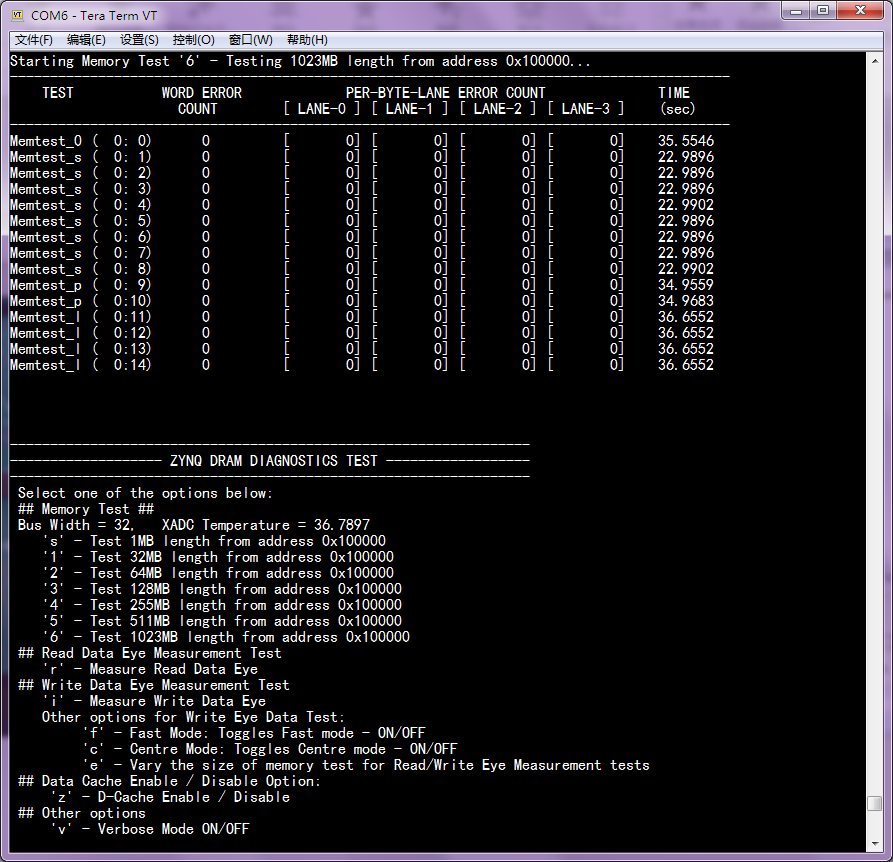 COM6 - Tera Term VT
文件(F) 编辑(E) 设置(S) 控制(O) 窗口(W) 帮助(H)
Starting Memory Test '6' - Testing 1023MB length from address 0x100000...
------------------------------------------------------------------------------------------
TEST WORD ERROR PER-BYTE-LANE ERROR COUNT TIME
COUNT [ LANE-0 ] [ LANE-1 ] [ LANE-2 ] [ LANE-3 ] (sec)
------------------------------------------------------------------------------------------
Memtest_0 ( 0: 0) 0 [ 0] [ 0] [ 0] [ 0] 35.5546
Memtest_s ( 0: 1) 0 [ 0] [ 0] [ 0] [ 0] 22.9896
Memtest_s ( 0: 2) 0 [ 0] [ 0] [ 0] [ 0] 22.9896
Memtest_s ( 0: 3) 0 [ 0] [ 0] [ 0] [ 0] 22.9896
Memtest_s ( 0: 4) 0 [ 0] [ 0] [ 0] [ 0] 22.9902
Memtest_s ( 0: 5) 0 [ 0] [ 0] [ 0] [ 0] 22.9896
Memtest_s ( 0: 6) 0 [ 0] [ 0] [ 0] [ 0] 22.9896
Memtest_s ( 0: 7) 0 [ 0] [ 0] [ 0] [ 0] 22.9896
Memtest_s ( 0: 8) 0 [ 0] [ 0] [ 0] [ 0] 22.9902
Memtest_p ( 0: 9) 0 [ 0] [ 0] [ 0] [ 0] 34.9559
Memtest_p ( 0:10) 0 [ 0] [ 0] [ 0] [ 0] 34.9683
Memtest_l ( 0:11) 0 [ 0] [ 0] [ 0] [ 0] 36.6552
Memtest_l ( 0:12) 0 [ 0] [ 0] [ 0] [ 0] 36.6552
Memtest_l ( 0:13) 0 [ 0] [ 0] [ 0] [ 0] 36.6552
Memtest_l ( 0:14) 0 [ 0] [ 0] [ 0] [ 0] 36.6552
-----------------------------------------------------------------
------------------- ZYNQ DRAM DIAGNOSTICS TEST ------------------
-----------------------------------------------------------------
Select one of the options below:
## Memory Test ##
Bus Width = 32, XADC Temperature = 36.7897
's' - Test 1MB length from address 0x100000
'1' - Test 32MB length from address 0x100000
'2' - Test 64MB length from address 0x100000
'3' - Test 128MB length from address 0x100000
'4' - Test 255MB length from address 0x100000
'5' - Test 511MB length from address 0x100000
'6' - Test 1023MB length from address 0x100000
## Read Data Eye Measurement Test
'r' - Measure Read Data Eye
## Write Data Eye Measurement Test
'i' - Measure Write Data Eye
Other options for Write Eye Data Test:
'f' - Fast Mode: Toggles Fast mode - ON/OFF
'c' - Centre Mode: Toggles Centre mode - ON/OFF
'e' - Vary the size of memory test for Read/Write Eye Measurement tests
## Data Cache Enable / Disable Option:
'z' - D-Cache Enable / Disable
## Other options
'v' - Verbose Mode ON/OFF